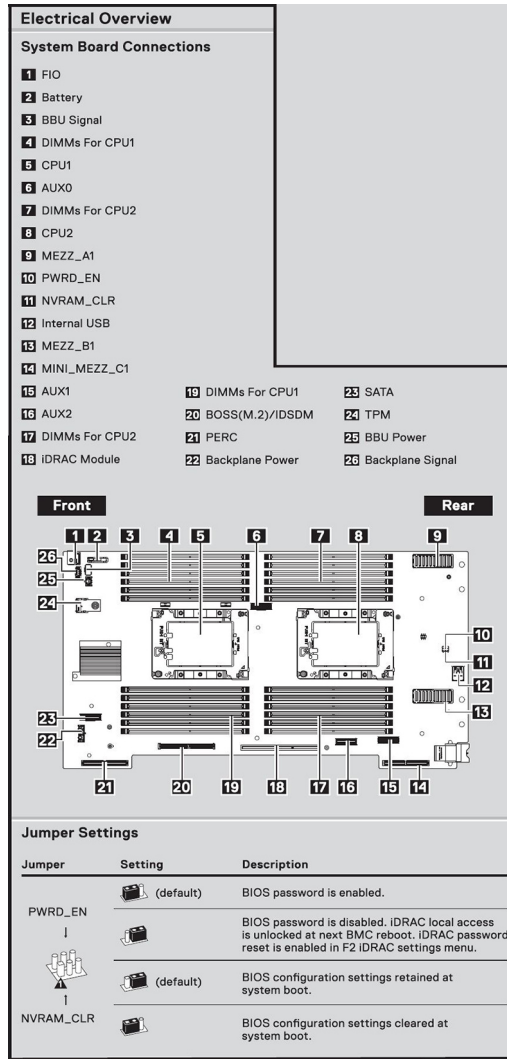 Electrical Overview
System Board Connections
1 FIO
2 Battery
3 BBU Signal
4 DIMMs For CPU1
5 CPU1
6 AUX0
7 DIMMs For CPU2
8 CPU2
9 MEZZ_A1
10 PWRD_EN
11 NVRAM_CLR
12 Internal USB
13 MEZZ_B1
14 MINI_MEZZ_C1
15 AUX1
16 AUX2
17 DIMMs For CPU2
18 iDRAC Module
19 DIMMs For CPU1
20 BOSS(M.2)/IDSDM
21 PERC
22 Backplane Power
23 SATA
24 TPM
25 BBU Power
26 Backplane Signal
Front Rear
1 2 3 4 5 6 7 8 9
26
25
24
10
11
12
13
23
22
21 20 19 18 17 16 15 14
Jumper Settings
Jumper Setting Description
PWRD_EN
(default) BIOS password is enabled.
BIOS password is disabled. iDRAC local access
is unlocked at next BMC reboot. iDRAC password
reset is enabled in F2 iDRAC settings menu.
NVRAM_CLR
(default) BIOS configuration settings retained at
system boot.
BIOS configuration settings cleared at
system boot.